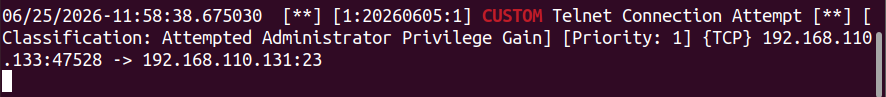 06/25/2026-11:58:38.675030  [**] [1:20260605:1] CUSTOM Telnet Connection Attempt [**] [
Classification: Attempted Administrator Privilege Gain] [Priority: 1] {TCP} 192.168.110
.133:47528 -> 192.168.110.131:23